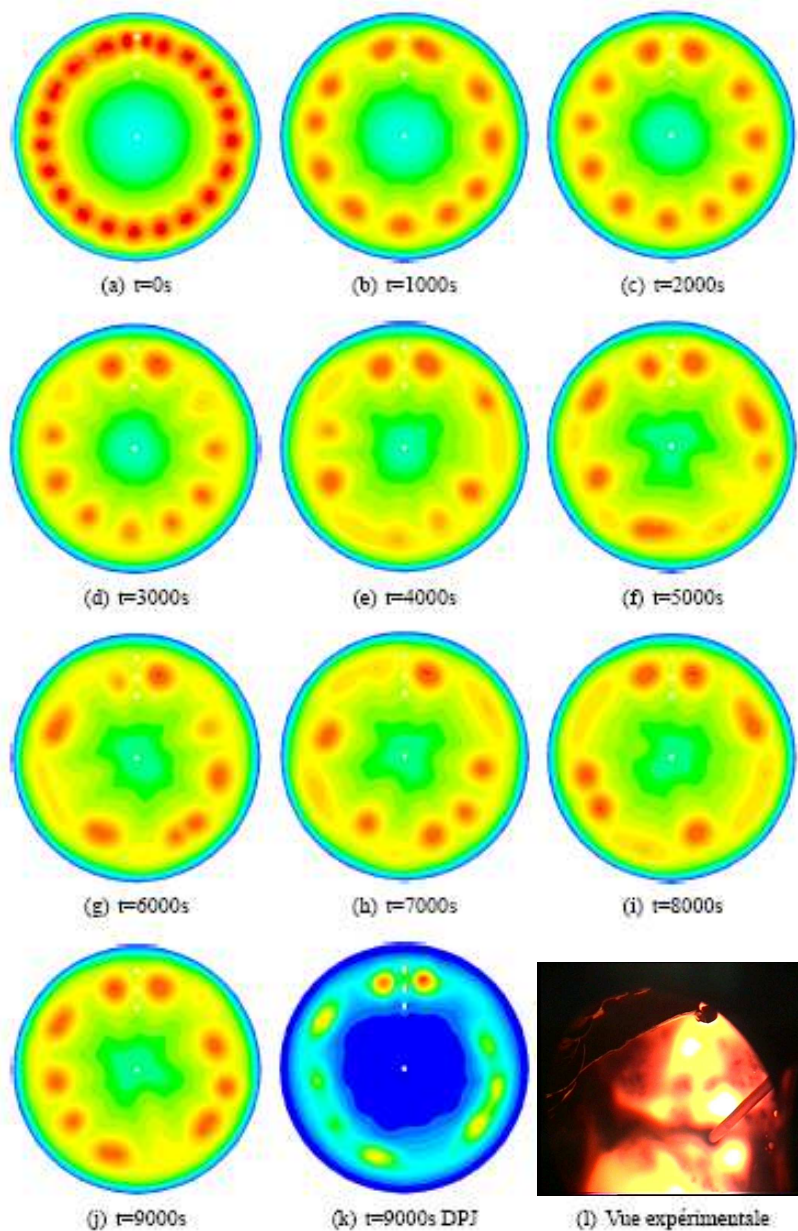 (a) t=0s
(b) t=1000s
(c) t=2000s
(d) t=3000s
(e) t=4000s
(f) t=5000s
(g) t=6000s
(h) t=7000s
(i) t=8000s
(j) t=9000s
(k) t=9000s DPJ
(l) Vue expérimentale